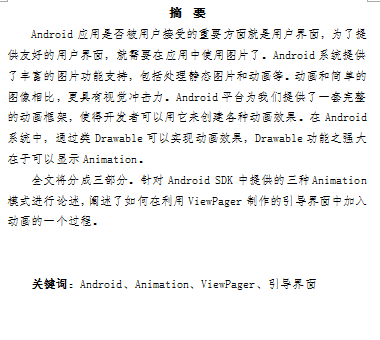 摘 要
Android 应用是否被用户接受的重要方面就是用户界面，为了提
供友好的用户界面，就需要在应用中使用图片了。Android 系统提供
了丰富的图片功能支持，包括处理静态图片和动画等。动画和简单的
图像相比，更具有视觉冲击力。Android 平台为我们提供了一套完整
的动画框架，使得开发者可以用它来创建各种动画效果。在 Android
系统中，通过类 Drawable 可以实现动画效果，Drawable 功能之强大
在于可以显示 Animation。
全文将分成三部分。针对 Android SDK 中提供的三种 Animation
模式进行论述，阐述了如何在利用 ViewPager 制作的引导界面中加入
动画的一个过程。
关键词：Android、Animation、ViewPager、引导界面